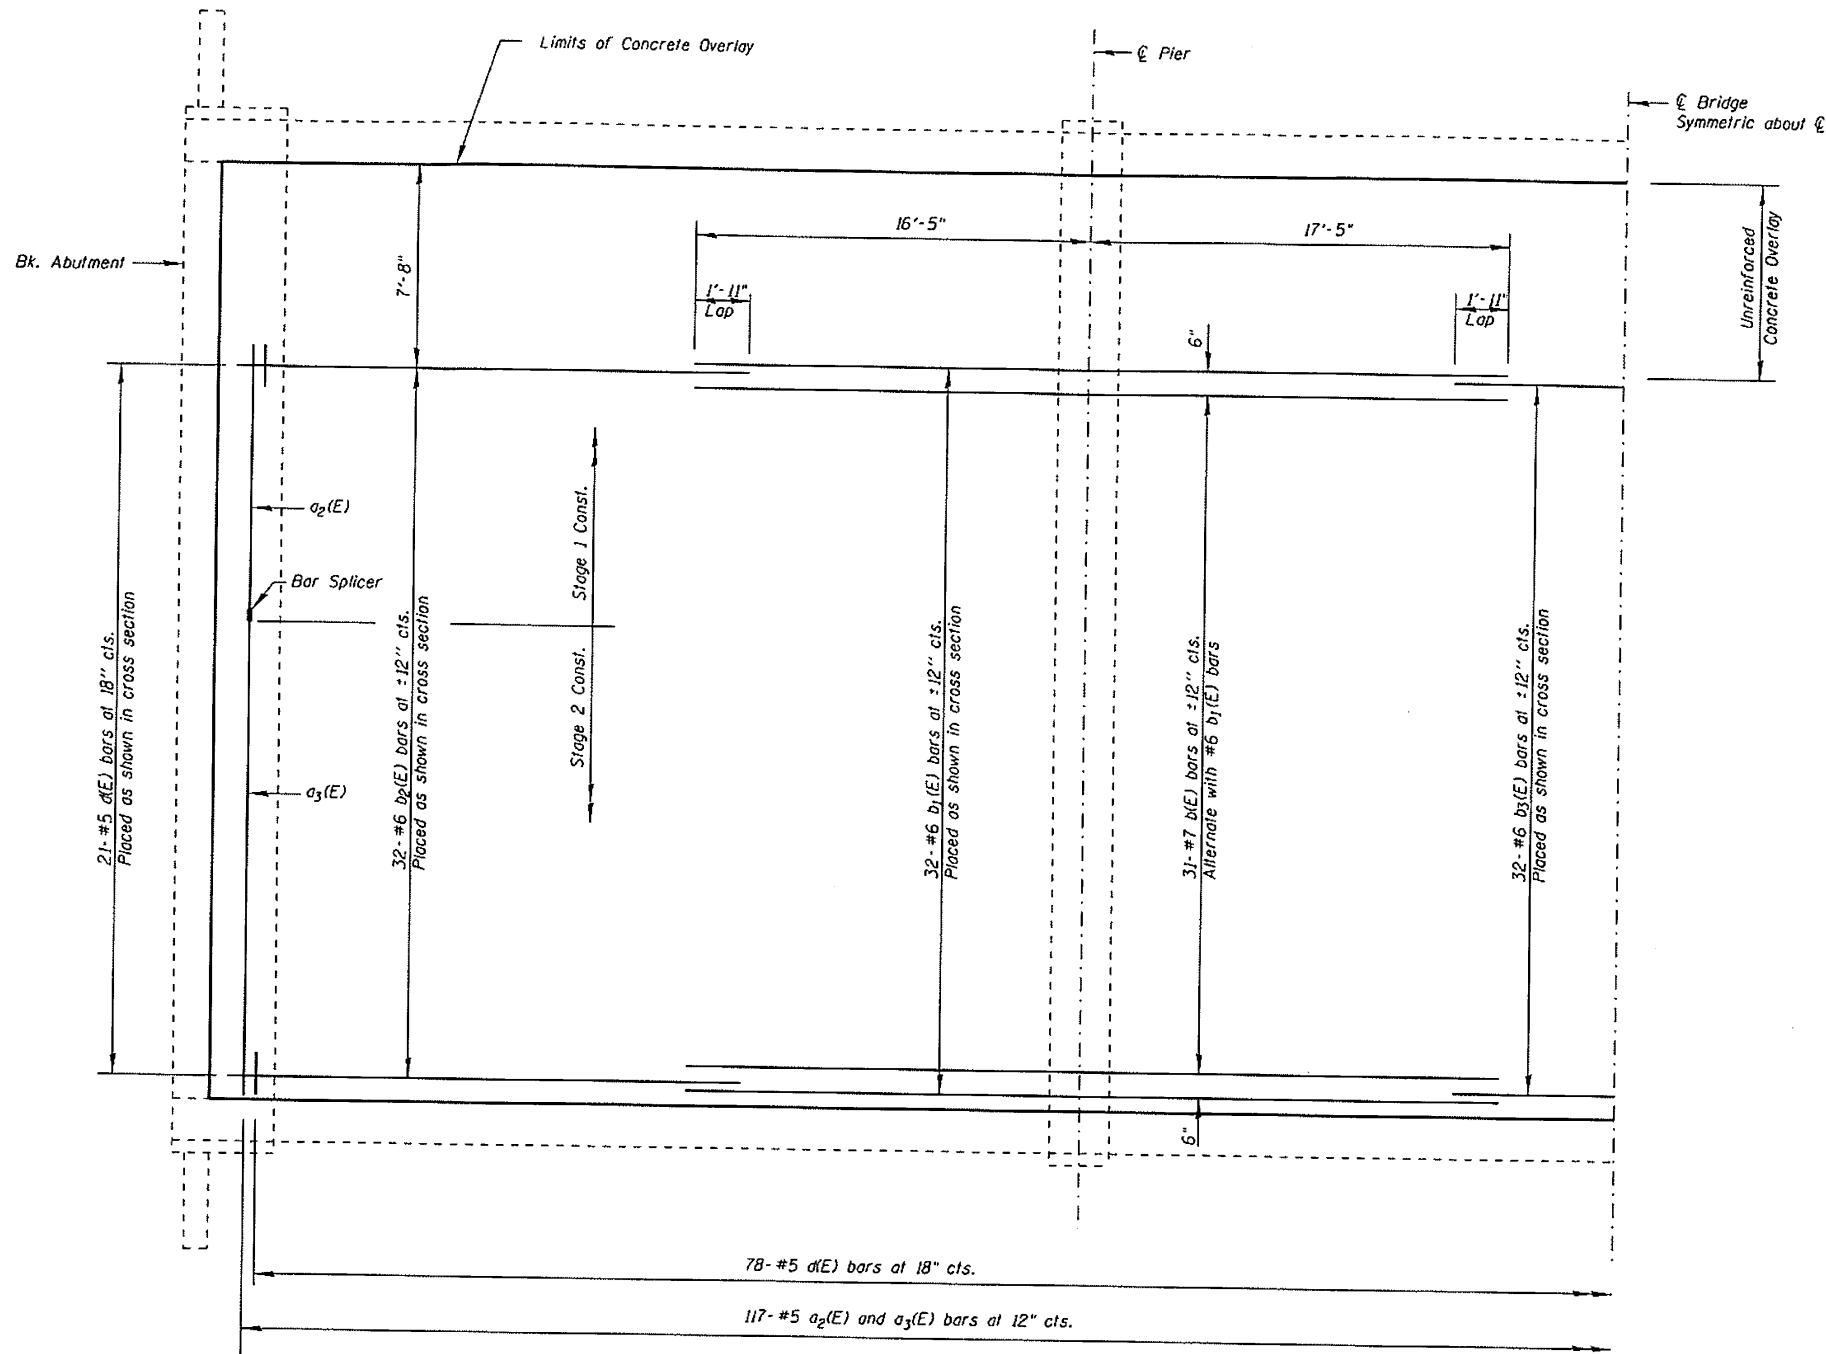 Limits of Concrete Overlay
℄ Pier
℄ Bridge
Symmetric about ℄
16'-5"
17'-5"
Bk. Abutment
7'-8"
1'-11"
Lap
1'-11"
Lap
6"
Unreinforced
Concrete Overlay
a2(E)
Bar Splicer
Stage 1 Const.
Stage 2 Const.
a3(E)
21-#5 d(E) bars at 18" cts.
Placed as shown in cross section
32-#6 b2(E) bars at ±12" cts.
Placed as shown in cross section
32-#6 b1(E) bars at ±12" cts.
Placed as shown in cross section
31-#7 b(E) bars at ±12" cts.
Alternate with #6 b1(E) bars
32-#6 b3(E) bars at ±12" cts.
Placed as shown in cross section
6"
78-#5 d(E) bars at 18" cts.
117-#5 a2(E) and a3(E) bars at 12" cts.